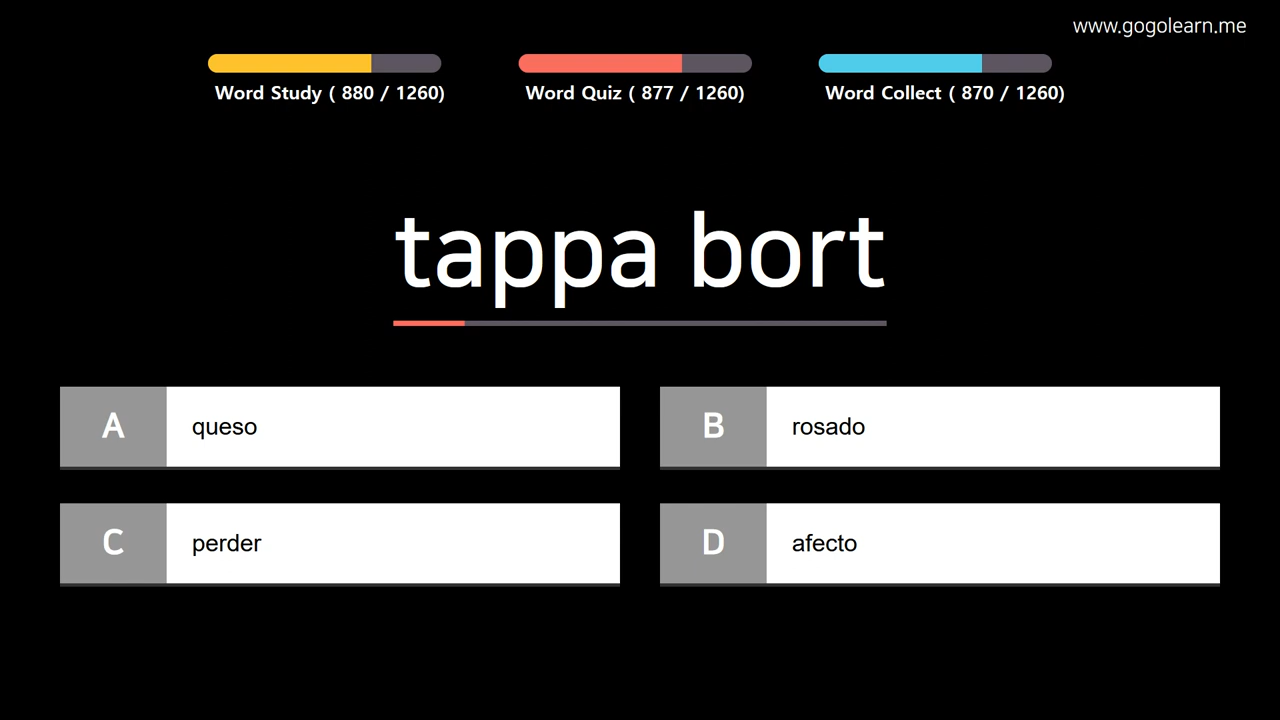 www.gogolearn.me
Word Study ( 880 / 1260)
Word Quiz ( 877 / 1260)
Word Collect ( 870 / 1260)
tappa bort
A
queso
B
rosado
C
perder
D
afecto